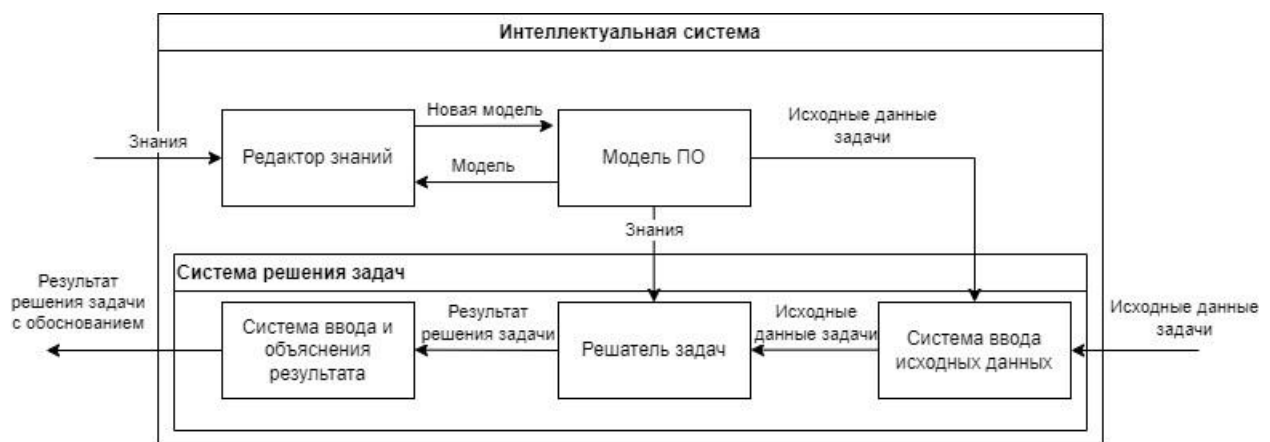 Интеллектуальная система
Знания
Редактор знаний
Новая модель
Модель
Модель ПО
Исходные данные
задачи
Знания
Система решения задач
Результат
решения задачи
с обоснованием
Система ввода и
объяснения
результата
Результат
решения задачи
Решатель задач
Исходные
данные задачи
Система ввода
исходных данных
Исходные данные
задачи